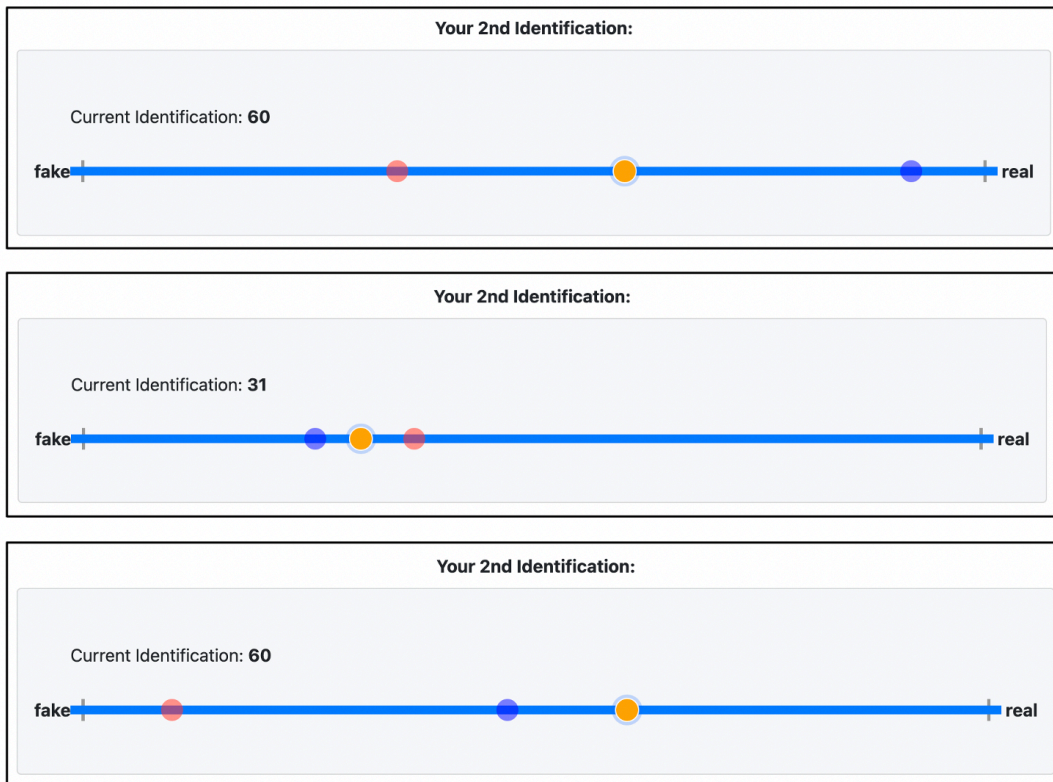 Your 2nd Identification:
Current Identification: 60
fake real
Your 2nd Identification:
Current Identification: 31
fake real
Your 2nd Identification:
Current Identification: 60
fake real